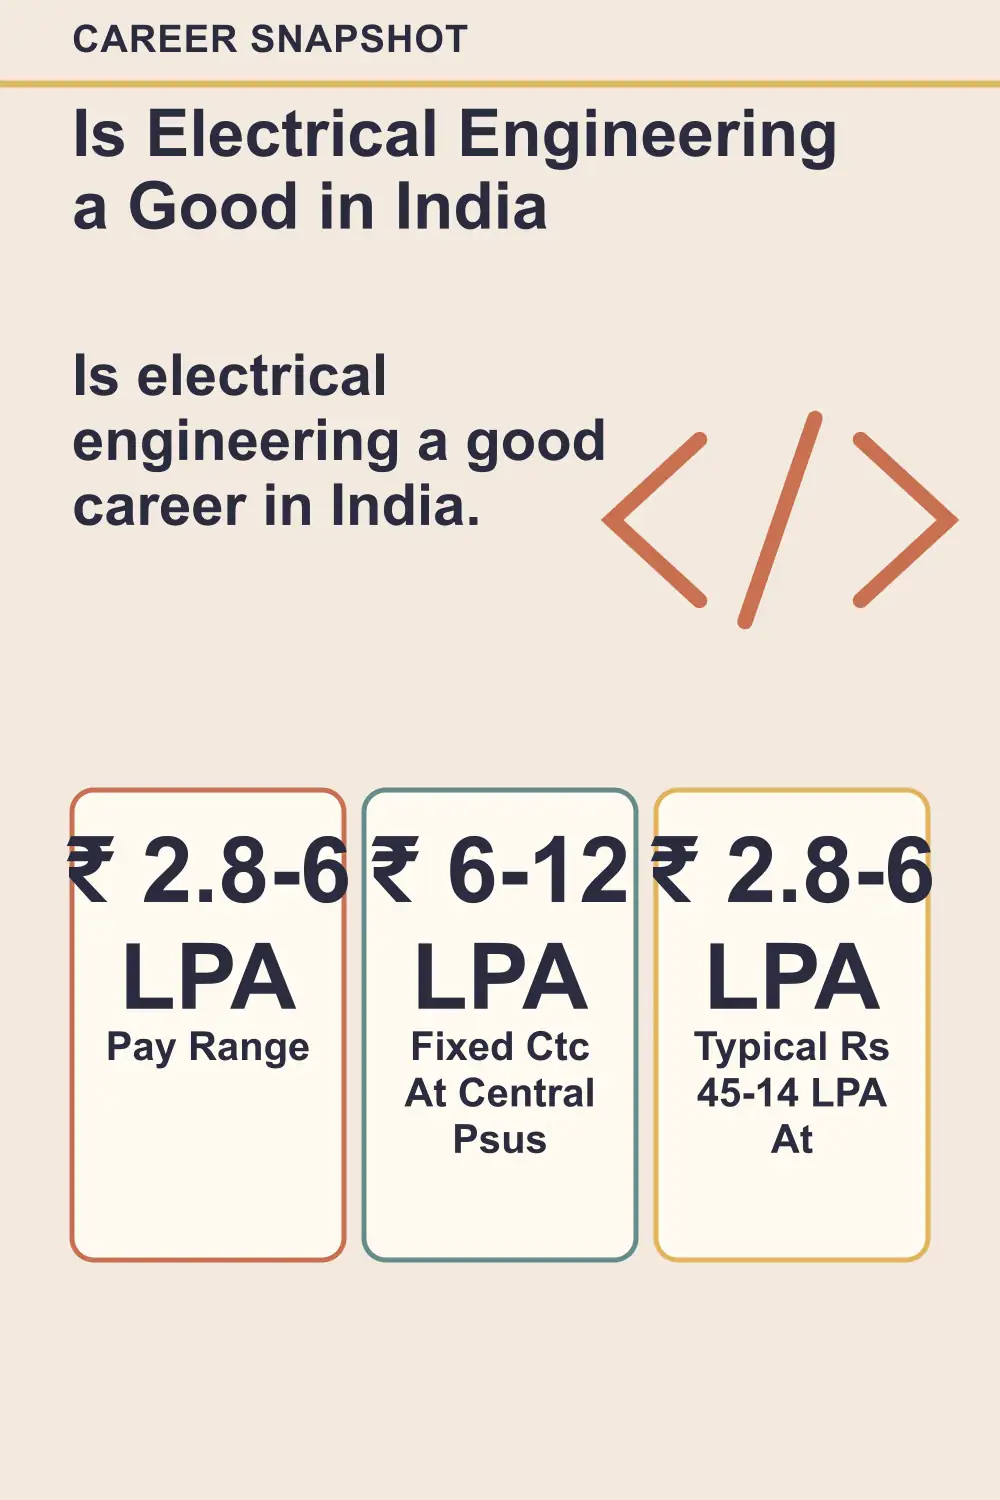 CAREER SNAPSHOT
Is Electrical Engineering
a Good in India
Is electrical
engineering a good
career in India.
₹ 2.8-6
LPA
Pay Range
₹ 6-12
LPA
Fixed Ctc
At Central
Psus
₹ 2.8-6
LPA
Typical Rs
45-14 LPA
At